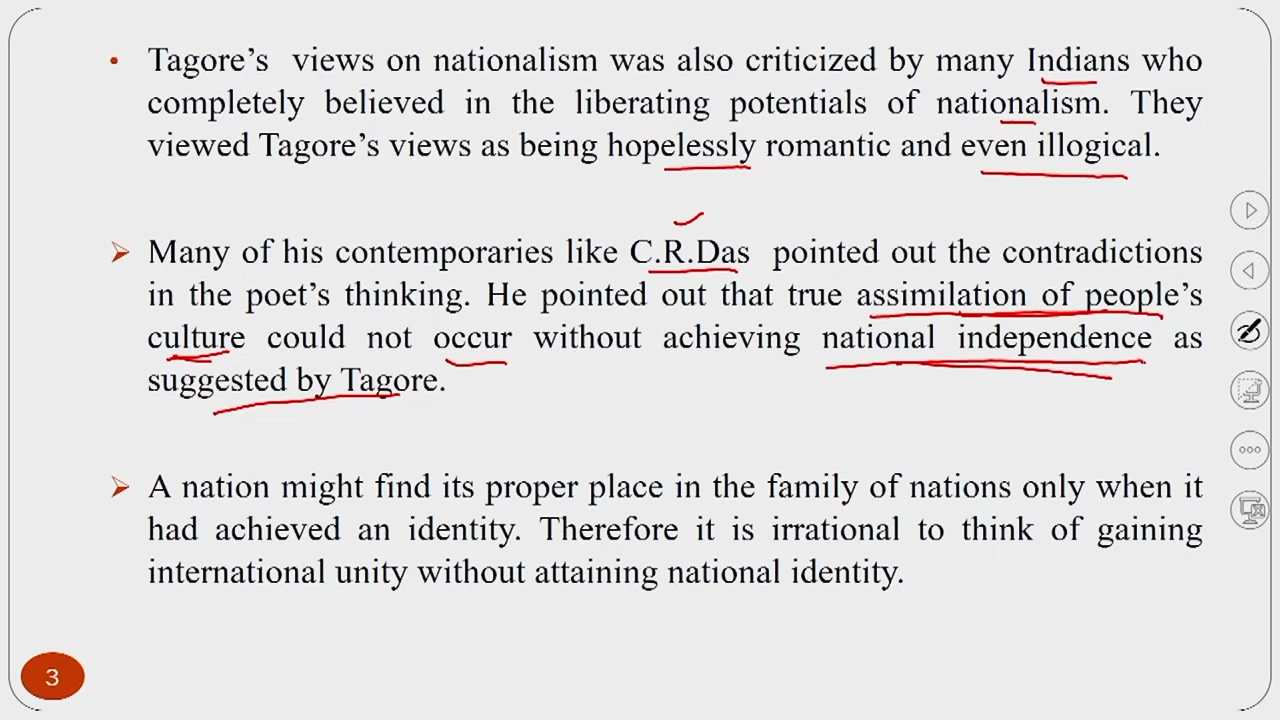 Tagore's views on nationalism was also criticized by many Indians who
completely believed in the liberating potentials of nationalism. They
viewed Tagore's views as being hopelessly romantic and even illogical.
Many of his contemporaries like C.R.Das pointed out the contradictions
in the poet's thinking. He pointed out that true assimilation of people's
culture could not occur without achieving national independence as
suggested by Tagore.
A nation might find its proper place in the family of nations only when it
had achieved an identity. Therefore it is irrational to think of gaining
international unity without attaining national identity.
3